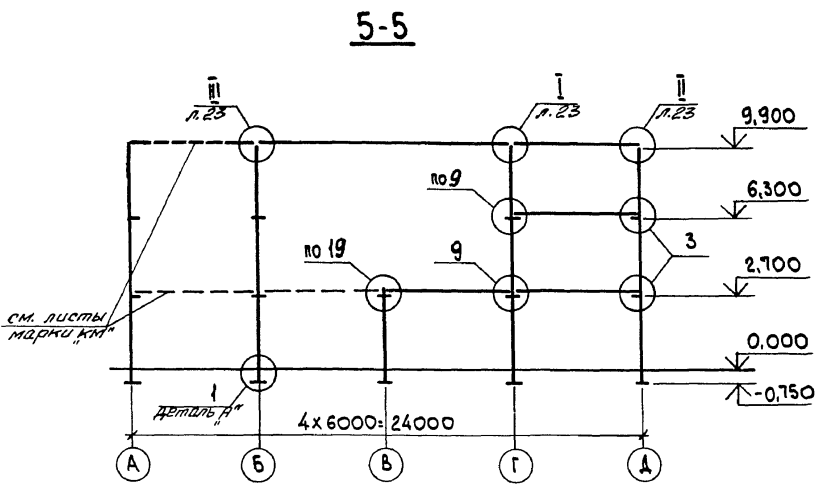 5-5
III
л.23
I
л.23
II
л.23
9,900
по 9
6,300
3
по 19
9
2,700
см. листы
марки „КМ"
0,000
1
деталь „А"
-0,750
4х6000=24000
А
Б
В
Г
Д